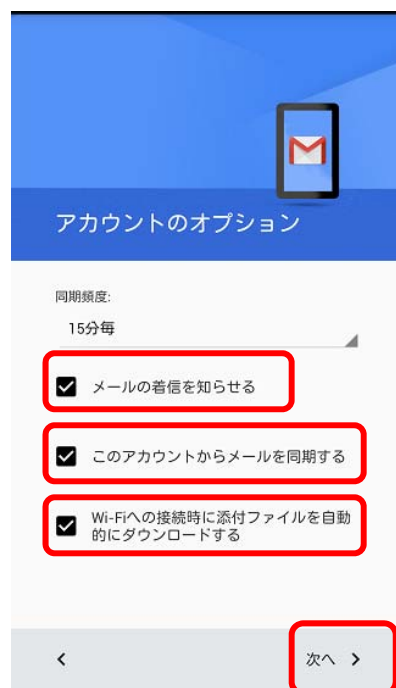 アカウントのオプション
同期頻度:
15分毎
メールの着信を知らせる
このアカウントからメールを同期する
Wi-Fiへの接続時に添付ファイルを自動
的にダウンロードする
次へ